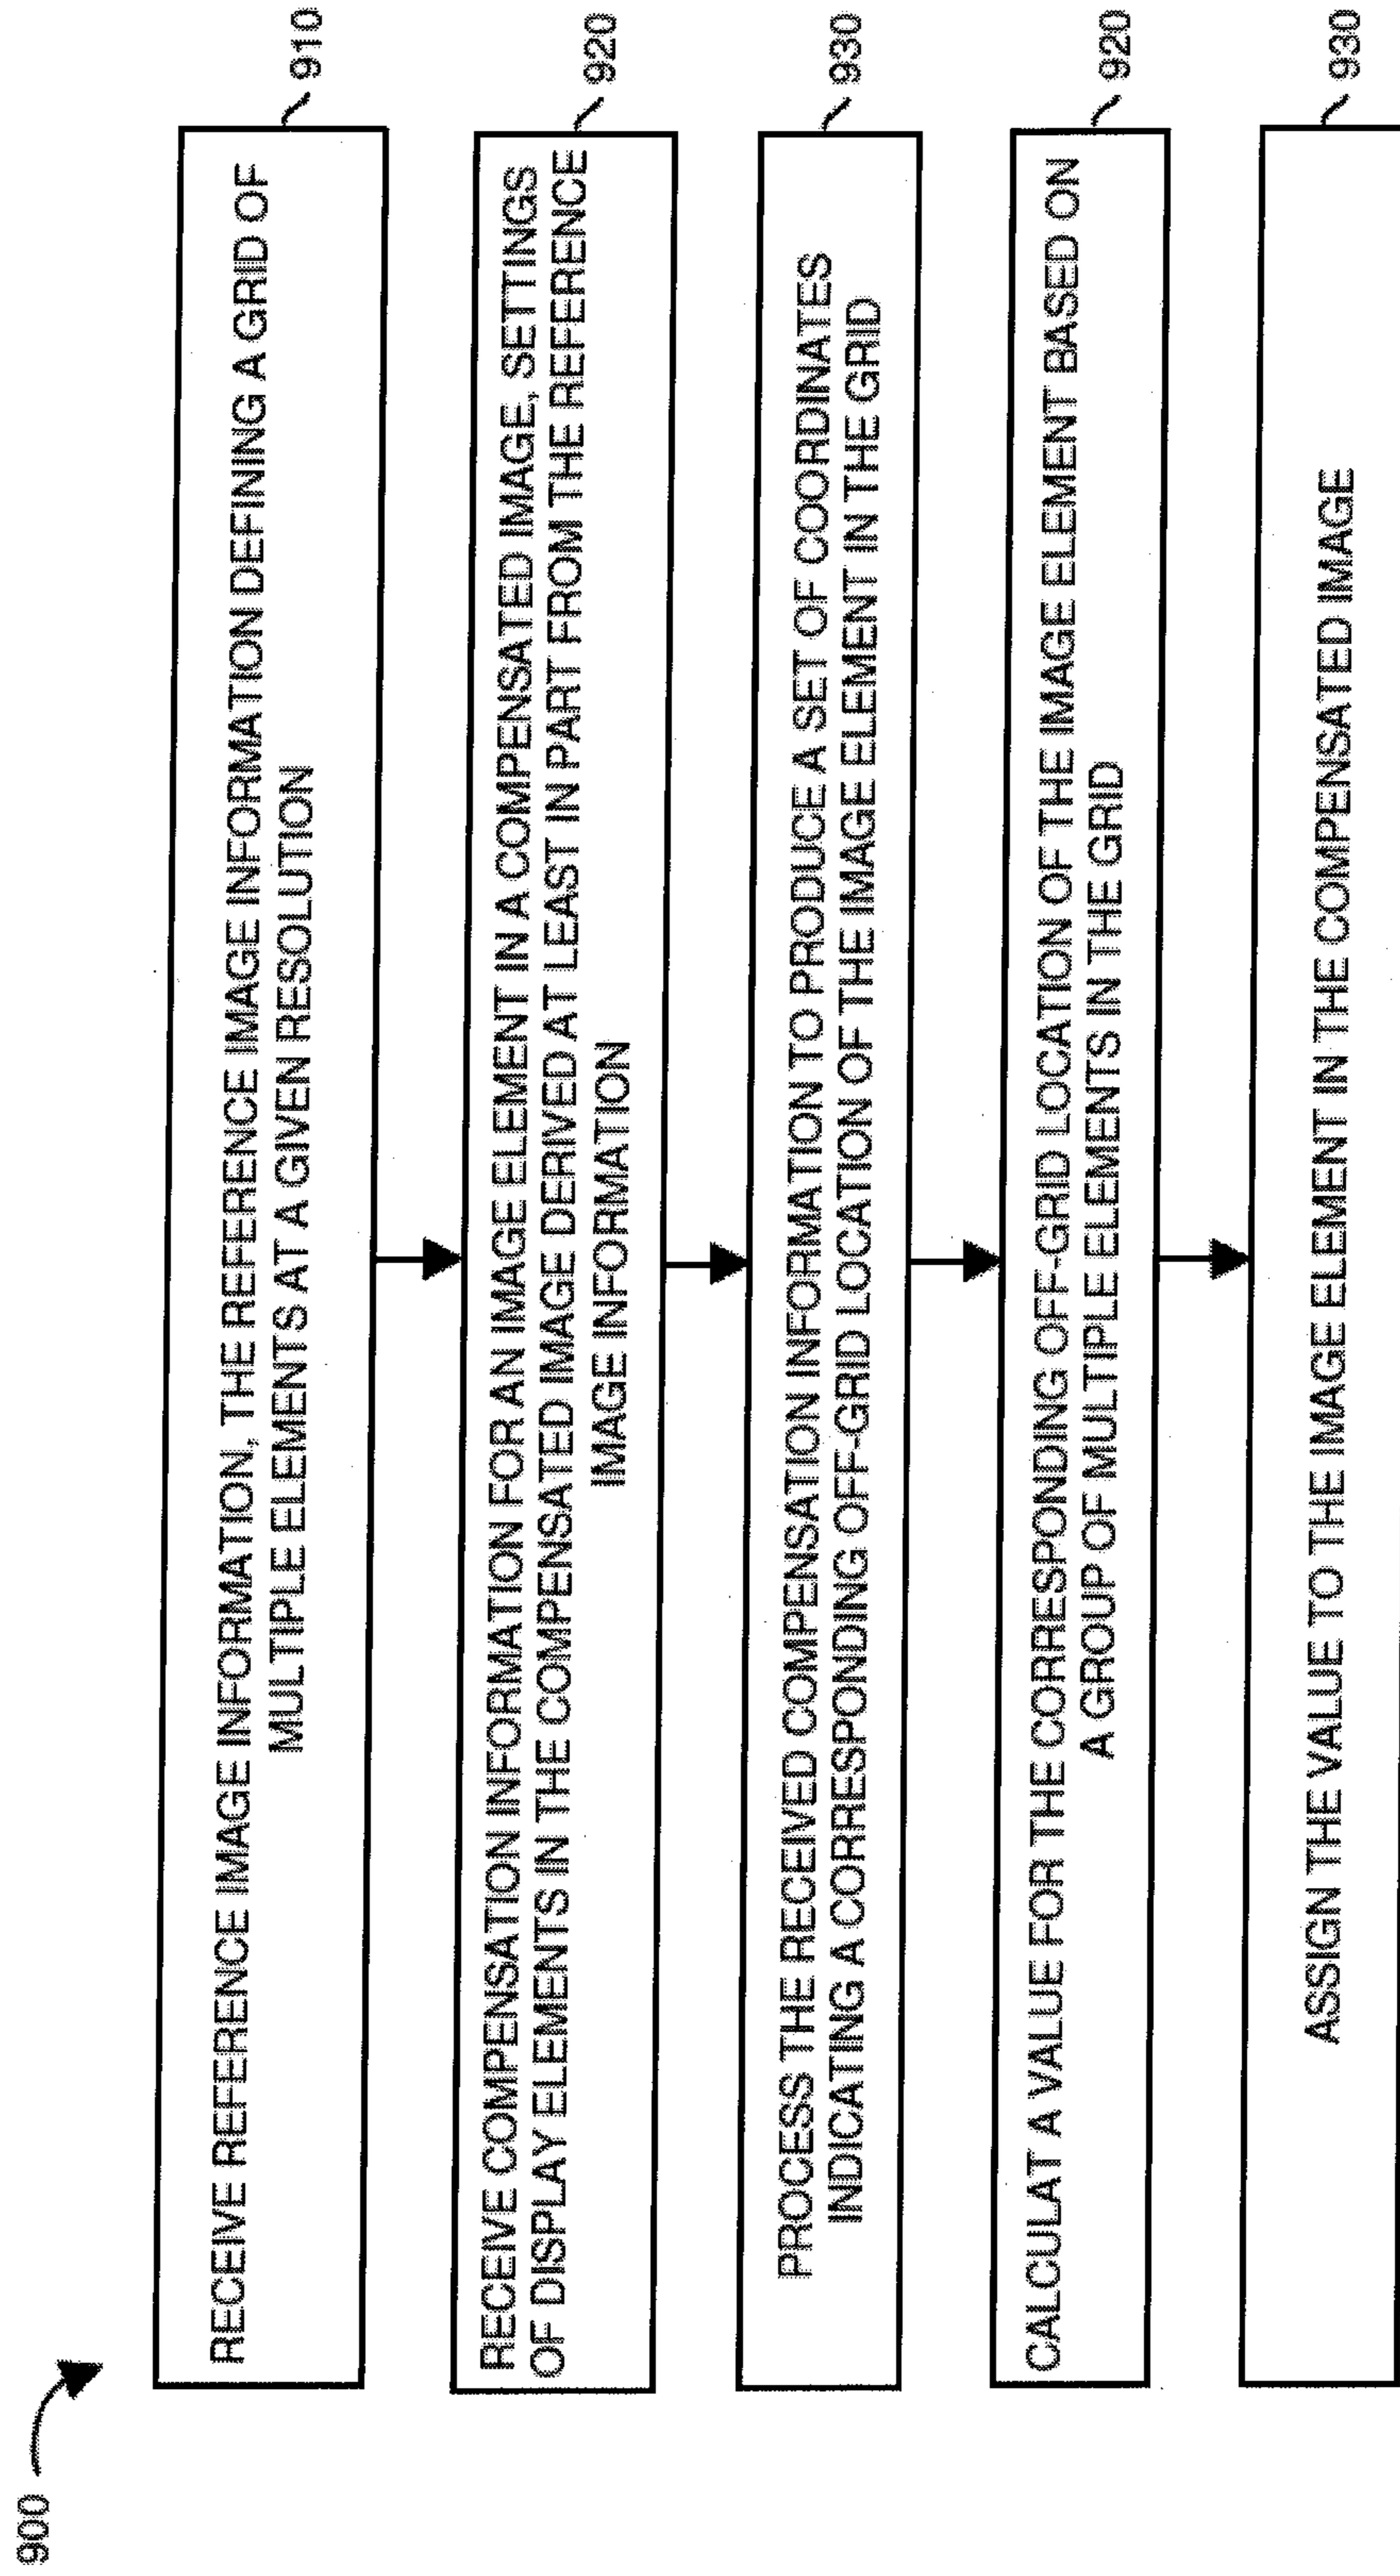 900
RECEIVE REFERENCE IMAGE INFORMATION, THE REFERENCE IMAGE INFORMATION DEFINING A GRID OF
MULTIPLE ELEMENTS AT A GIVEN RESOLUTION
910
RECEIVE COMPENSATION INFORMATION FOR AN IMAGE ELEMENT IN A COMPENSATED IMAGE, SETTINGS
OF DISPLAY ELEMENTS IN THE COMPENSATED IMAGE DERIVED AT LEAST IN PART FROM THE REFERENCE
IMAGE INFORMATION
920
PROCESS THE RECEIVED COMPENSATION INFORMATION TO PRODUCE A SET OF COORDINATES
INDICATING A CORRESPONDING OFF-GRID LOCATION OF THE IMAGE ELEMENT IN THE GRID
930
CALCULAT A VALUE FOR THE CORRESPONDING OFF-GRID LOCATION OF THE IMAGE ELEMENT BASED ON
A GROUP OF MULTIPLE ELEMENTS IN THE GRID
920
ASSIGN THE VALUE TO THE IMAGE ELEMENT IN THE COMPENSATED IMAGE
930